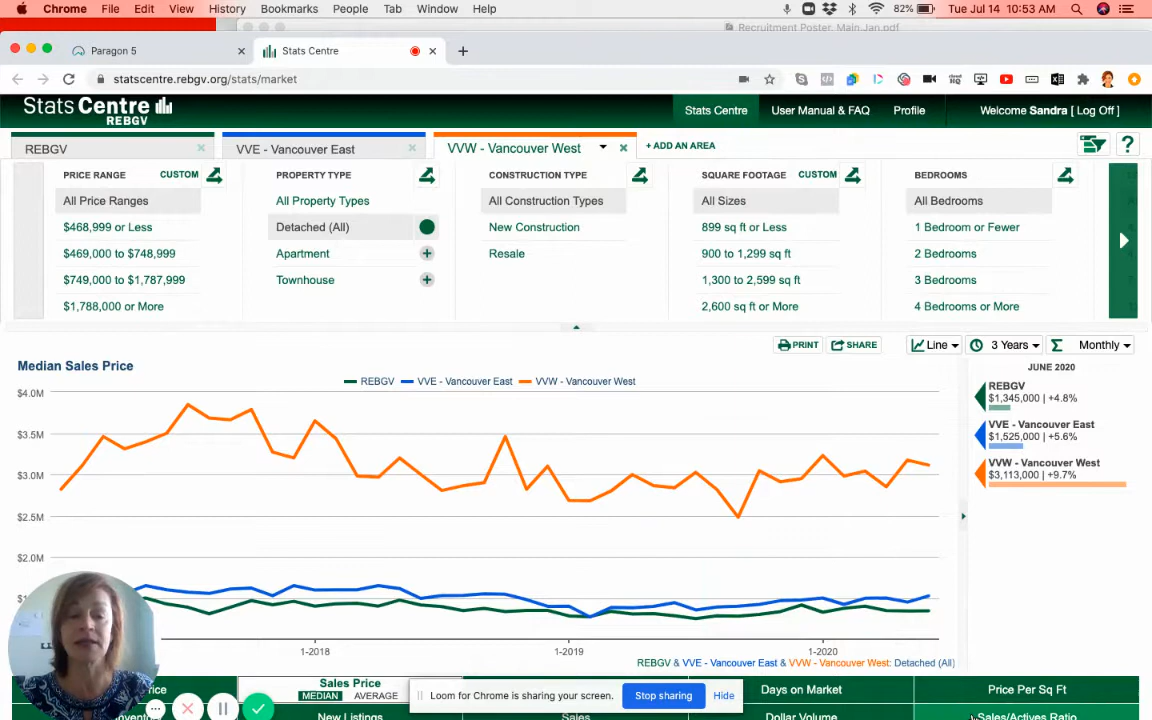 Chrome File Edit View History Bookmarks People Tab Window Help 82% Tue Jul 14 10:53 AM
Recruitment Poster_Main_Jan.pdf
Paragon 5 Stats Centre
statscentre.rebgv.org/stats/market
Stats Centre
REBGV
Stats Centre User Manual & FAQ Profile Welcome Sandra [ Log Off ]
REBGV VVE - Vancouver East VVW - Vancouver West + ADD AN AREA
PRICE RANGE CUSTOM PROPERTY TYPE CONSTRUCTION TYPE SQUARE FOOTAGE CUSTOM BEDROOMS
All Price Ranges All Property Types All Construction Types All Sizes All Bedrooms
$468,999 or Less Detached (All) New Construction 899 sq ft or Less 1 Bedroom or Fewer
$469,000 to $748,999 Apartment Resale 900 to 1,299 sq ft 2 Bedrooms
$749,000 to $1,787,999 Townhouse 1,300 to 2,599 sq ft 3 Bedrooms
$1,788,000 or More 2,600 sq ft or More 4 Bedrooms or More
PRINT SHARE Line 3 Years Monthly
Median Sales Price
JUNE 2020
REBGV VVE - Vancouver East VVW - Vancouver West
REBGV
$1,345,000 | +4.8%
VVE - Vancouver East
$1,525,000 | +5.6%
VVW - Vancouver West
$3,113,000 | +9.7%
$4.0M
$3.5M
$3.0M
$2.5M
$2.0M
1-2018 1-2019 1-2020
REBGV & VVE - Vancouver East & VVW - Vancouver West: Detached (All)
Sales Price
MEDIAN AVERAGE
Loom for Chrome is sharing your screen. Stop sharing Hide
Days on Market Price Per Sq Ft
New Listings Sales Dollar Volume Sales/Actives Ratio